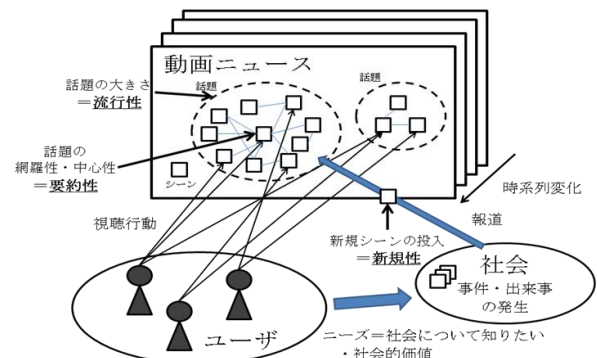 動画ニュース
話題の大きさ
＝流行性
話題
話題
話題の
網羅性・中心性
＝要約性
シーン
時系列変化
視聴行動
報道
新規シーンの投入
＝新規性
社会
事件・出来事
の発生
ユーザ
ニーズ＝社会について知りたい
・社会的価値